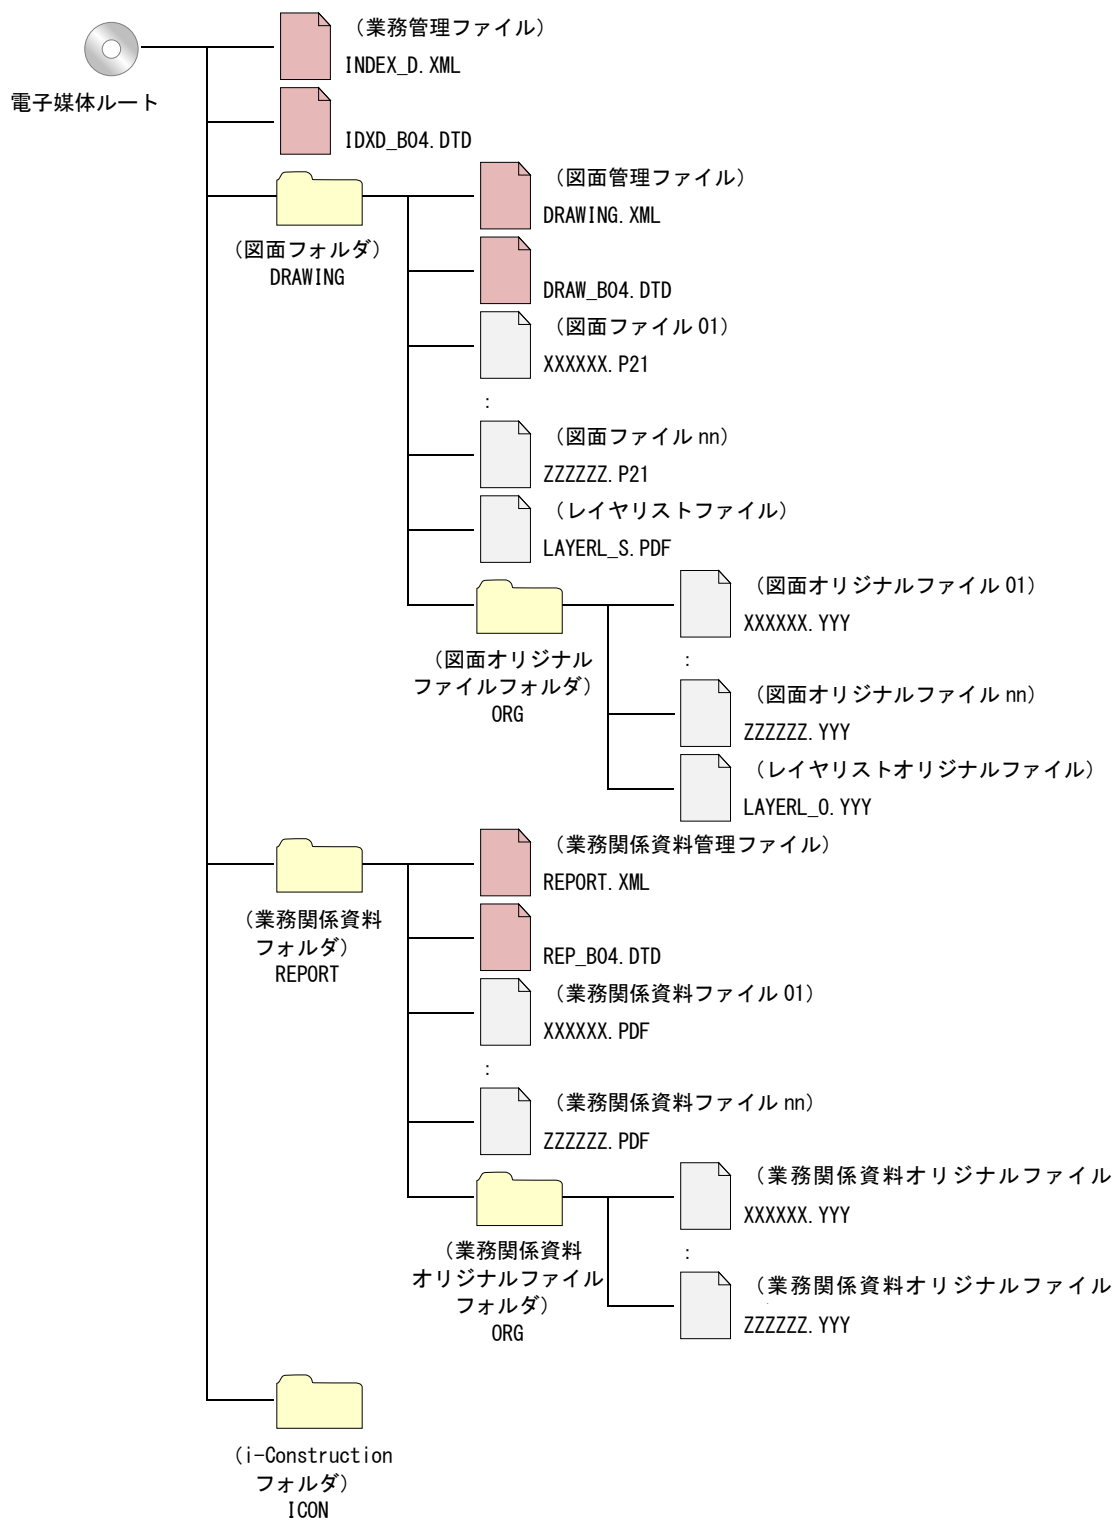 （業務管理ファイル）
INDEX_D.XML
電子媒体ルート
IDXD_B04.DTD
（図面管理ファイル）
DRAWING.XML
（図面フォルダ）
DRAWING
DRAW_B04.DTD
（図面ファイル 01）
XXXXXX.P21
：
（図面ファイル nn）
ZZZZZZ.P21
（レイヤリストファイル）
LAYERL_S.PDF
（図面オリジナルファイル 01）
XXXXXX.YYY
：
（図面オリジナル
ファイルフォルダ）
ORG
（図面オリジナルファイル nn）
ZZZZZZ.YYY
（レイヤリストオリジナルファイル）
LAYERL_O.YYY
（業務関係資料管理ファイル）
REPORT.XML
（業務関係資料
フォルダ）
REPORT
REP_B04.DTD
（業務関係資料ファイル 01）
XXXXXX.PDF
：
（業務関係資料ファイル nn）
ZZZZZZ.PDF
（業務関係資料オリジナルファイル
XXXXXX.YYY
：
（業務関係資料
オリジナルファイル
フォルダ）
ORG
（業務関係資料オリジナルファイル
ZZZZZZ.YYY
（i-Construction
フォルダ）
ICON